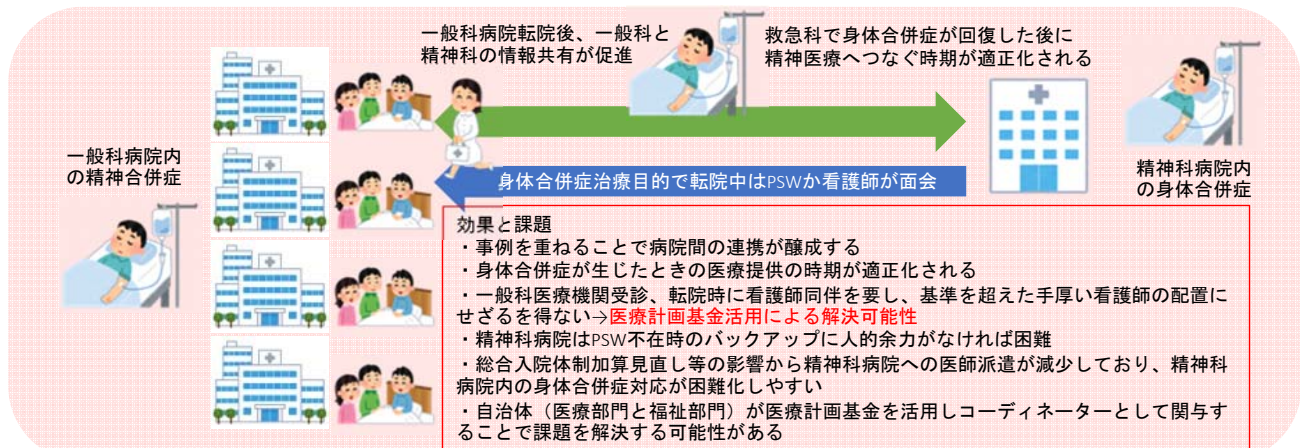 一般科病院転院後、一般科と
精神科の情報共有が促進
救急科で身体合併症が回復した後に
精神医療へつなぐ時期が適正化される
一般科病院内
の精神合併症
身体合併症治療目的で転院中はPSWか看護師が面会
精神科病院内
の身体合併症
効果と課題
・事例を重ねることで病院間の連携が醸成する
・身体合併症が生じたときの医療提供の時期が適正化される
・一般科医療機関受診、転院時に看護師同伴を要し、基準を超えた手厚い看護師の配置に
せざるを得ない→医療計画基金活用による解決可能性
・精神科病院はPSW不在時のバックアップに人的余力がなければ困難
・総合入院体制加算見直し等の影響から精神科病院への医師派遣が減少しており、精神科
病院内の身体合併症対応が困難化しやすい
・自治体（医療部門と福祉部門）が医療計画基金を活用しコーディネーターとして関与す
ることで課題を解決する可能性がある